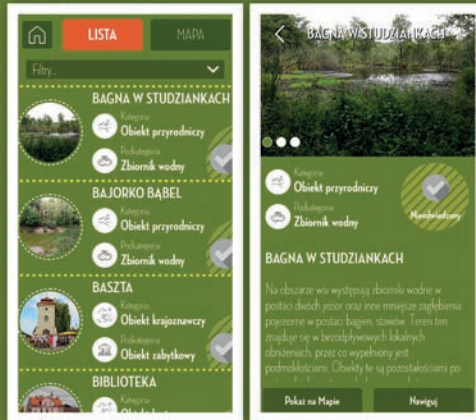 LISTA
MAPA
Filtry...
BAGNA W STUDZIANKACH
Kategoria
Obiekt przyrodniczy
Podkategoria
Zbiornik wodny
BAJORKO BĄBEL
Kategoria
Obiekt przyrodniczy
Podkategoria
Zbiornik wodny
BASZTA
Kategoria
Obiekt krajoznawczy
Podkategoria
Obiekt zabytkowy
BIBLIOTEKA
Kategoria
BAGNA W STUDZIANKACH
Kategoria
Obiekt przyrodniczy
Podkategoria
Zbiornik wodny
Nieodwiedzony
BAGNA W STUDZIANKACH
Na obszarze wsi występują zbiorniki wodne w
postaci dwóch jezior oraz inne mniejsze zagłębienia
pojezorne w postaci bagien, stawów. Teren ten
znajduje się w bezodpływowych lokalnych
obniżeniach, przez co wypełniony jest
podmokłościami. Obiekty te są pozostałościami po
Pokaż na Mapie
Nawiguj